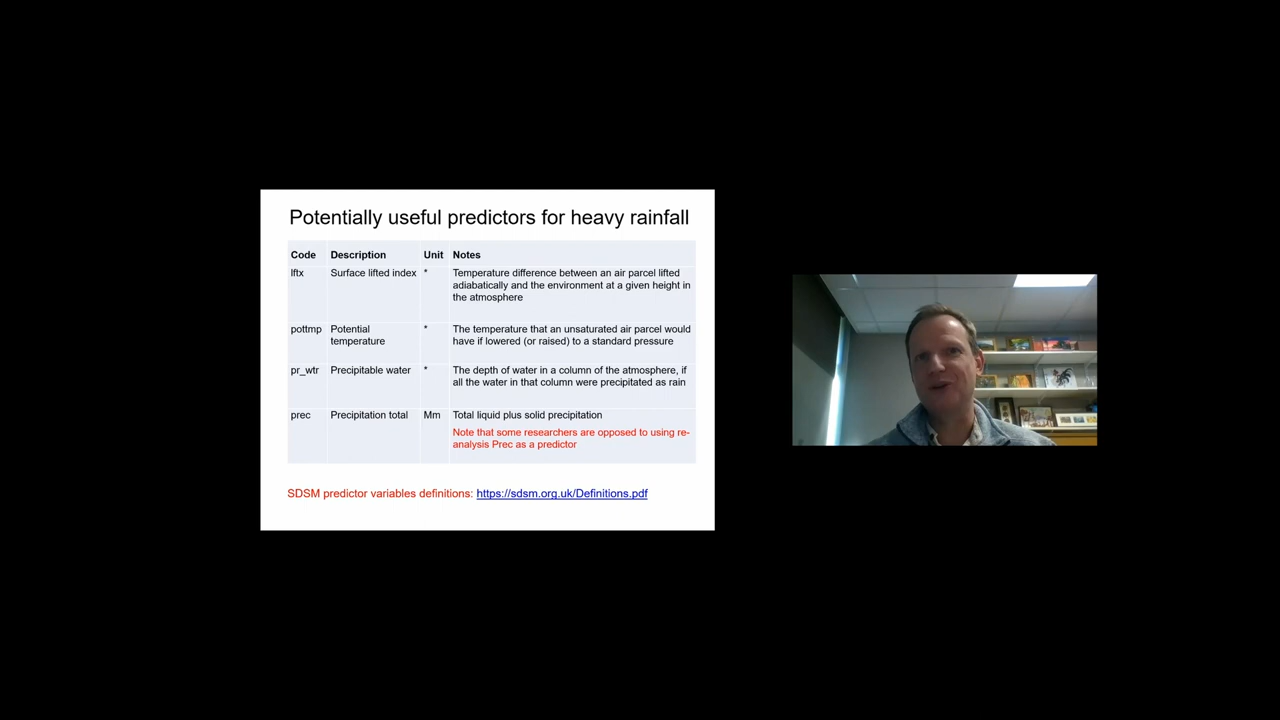 Potentially useful predictors for heavy rainfall
Code Description Unit Notes
lftx Surface lifted index * Temperature difference between an air parcel lifted
adiabatically and the environment at a given height in
the atmosphere
pottmp Potential * The temperature that an unsaturated air parcel would
temperature have if lowered (or raised) to a standard pressure
pr_wtr Precipitable water * The depth of water in a column of the atmosphere, if
all the water in that column were precipitated as rain
prec Precipitation total Mm Total liquid plus solid precipitation
Note that some researchers are opposed to using re-
analysis Prec as a predictor
SDSM predictor variables definitions: https://sdsm.org.uk/Definitions.pdf